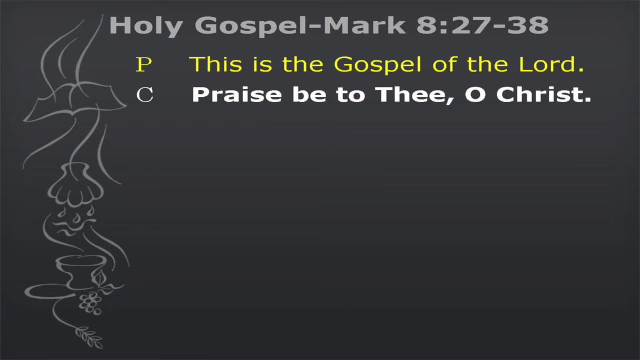 Holy Gospel-Mark 8:27-38
P This is the Gospel of the Lord.
C Praise be to Thee, O Christ.